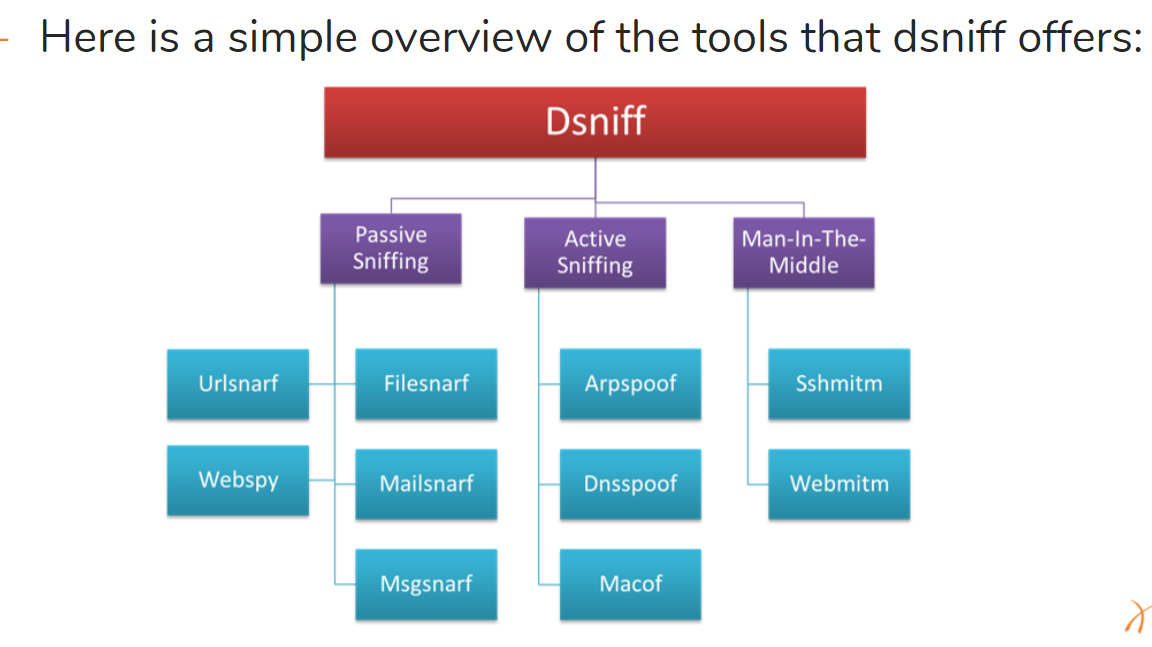 Here is a simple overview of the tools that dsniff offers:
Dsniff
Passive
Sniffing
Active
Sniffing
Man-In-The-
Middle
Urlsnarf
Filesnarf
Arpspoof
Sshmitm
Webspy
Mailsnarf
Dnsspoof
Webmitm
Msgsnarf
Macof